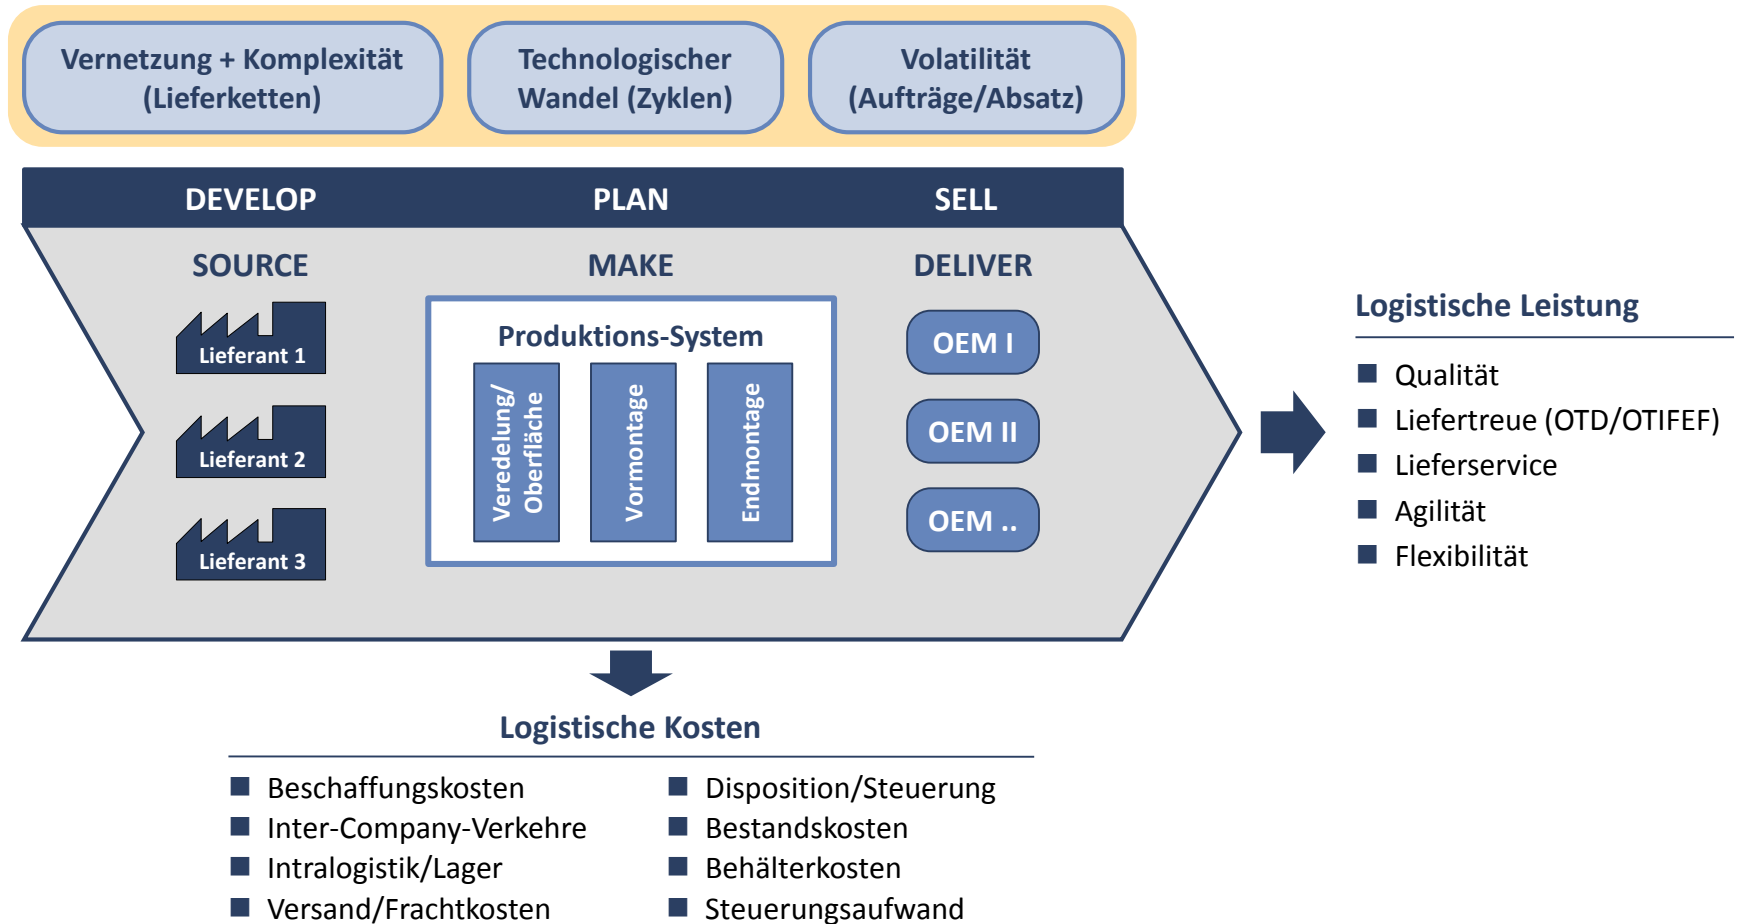 Vernetzung + Komplexität
(Lieferketten)
Technologischer
Wandel (Zyklen)
Volatilität
(Aufträge/Absatz)
DEVELOP
PLAN
SELL
SOURCE
MAKE
DELIVER
Lieferant 1
Lieferant 2
Lieferant 3
Produktions-System
Veredelung/
Oberfläche
Vormontage
Endmontage
OEM I
OEM II
OEM ..
Logistische Leistung
Qualität
Liefertreue (OTD/OTIFEF)
Lieferservice
Agilität
Flexibilität
Logistische Kosten
Beschaffungskosten
Inter-Company-Verkehre
Intralogistik/Lager
Versand/Frachtkosten
Disposition/Steuerung
Bestandskosten
Behälterkosten
Steuerungsaufwand